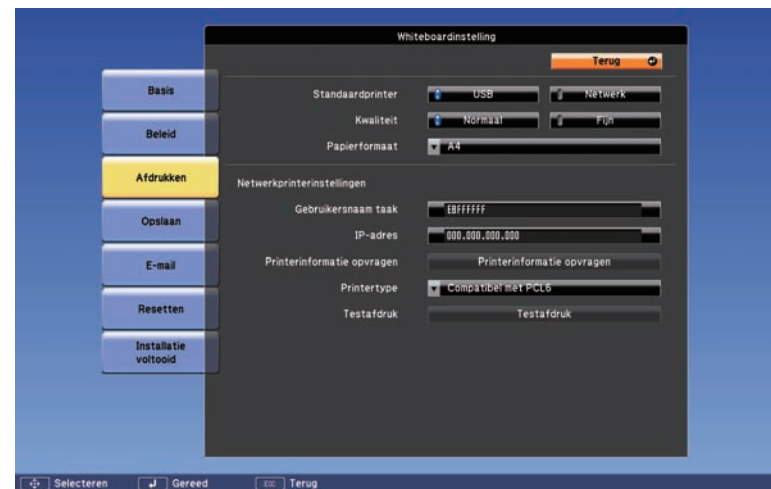 Whiteboardinstelling
Terug
Basis
Beleid
Afdrukken
Opslaan
E-mail
Resetten
Installatie
voltooid
Standaardprinter USB Netwerk
Kwaliteit Normaal Fijn
Papierformaat A4
Netwerkprinterinstellingen
Gebruikersnaam taak EBFFFFFF
IP-adres 000.000.000.000
Printerinformatie opvragen Printerinformatie opvragen
Printertype Compatibel met PCL6
Testafdruk Testafdruk
Selecteren Gereed Esc Terug